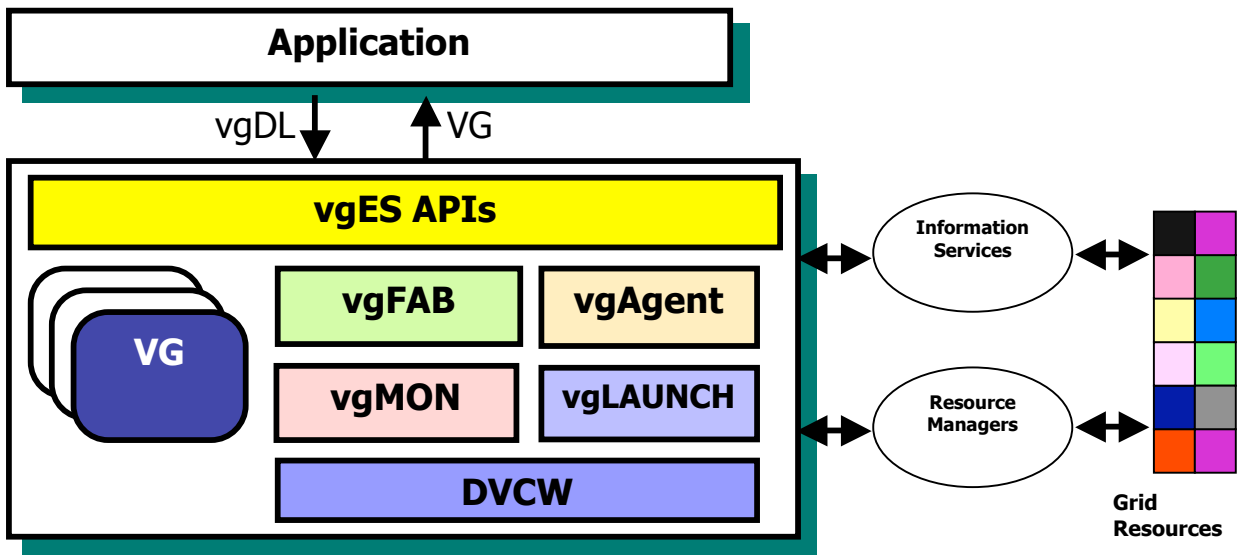 Application
vgDL
VG
vgES APIs
Information
Services
vgFAB
vgAgent
VG
vgMON
vgLAUNCH
Resource
Managers
DVCW
Grid
Resources